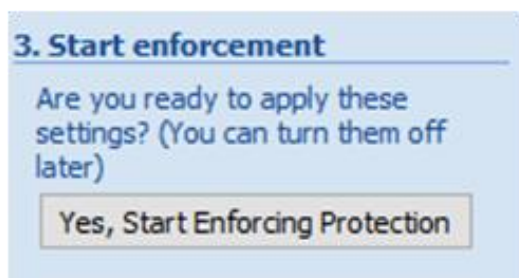 3. Start enforcement
Are you ready to apply these
settings? (You can turn them off
later)
Yes, Start Enforcing Protection